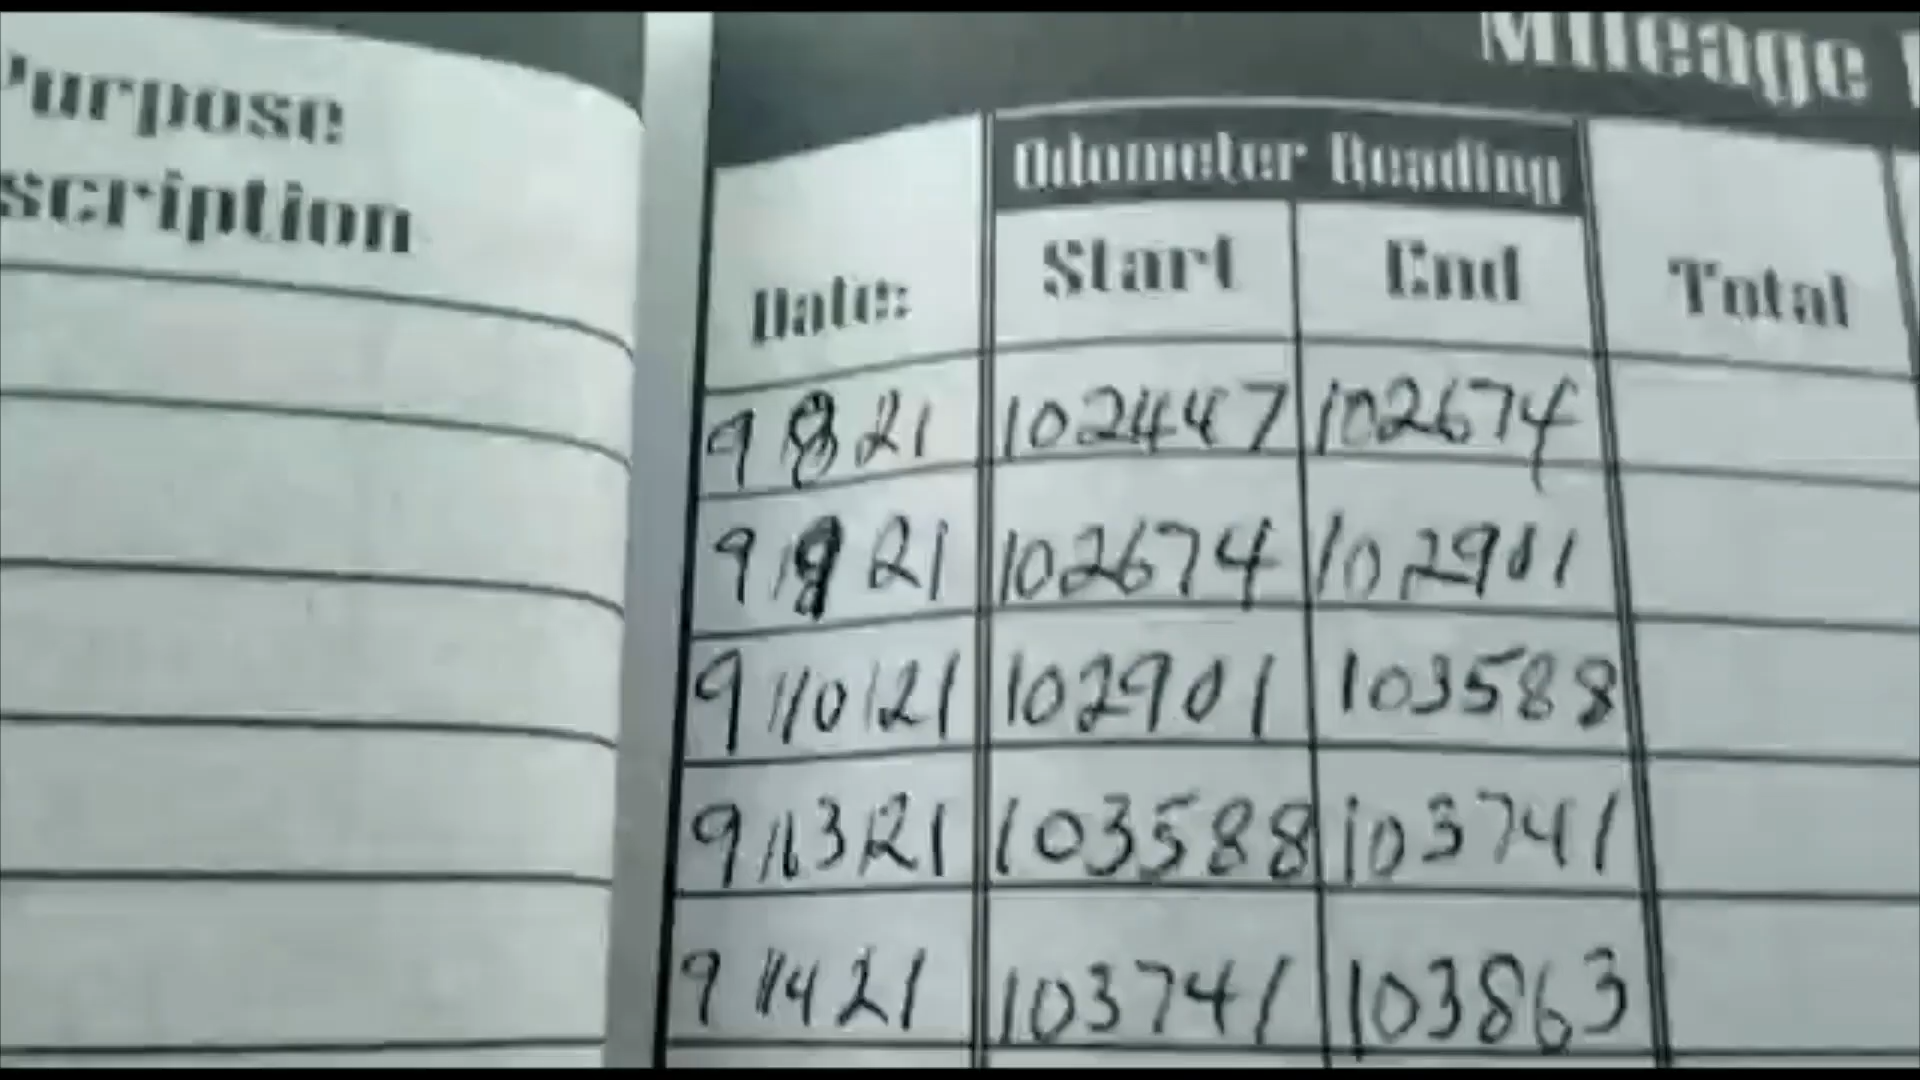 Purpose
scription
Mileage
Odometer Reading
Date: Start End Total
9 8 21 102447 102674
9 9 21 102674 102901
9/10/21 102901 103588
9/13/21 103588 103741
9/14 21 103741 103863